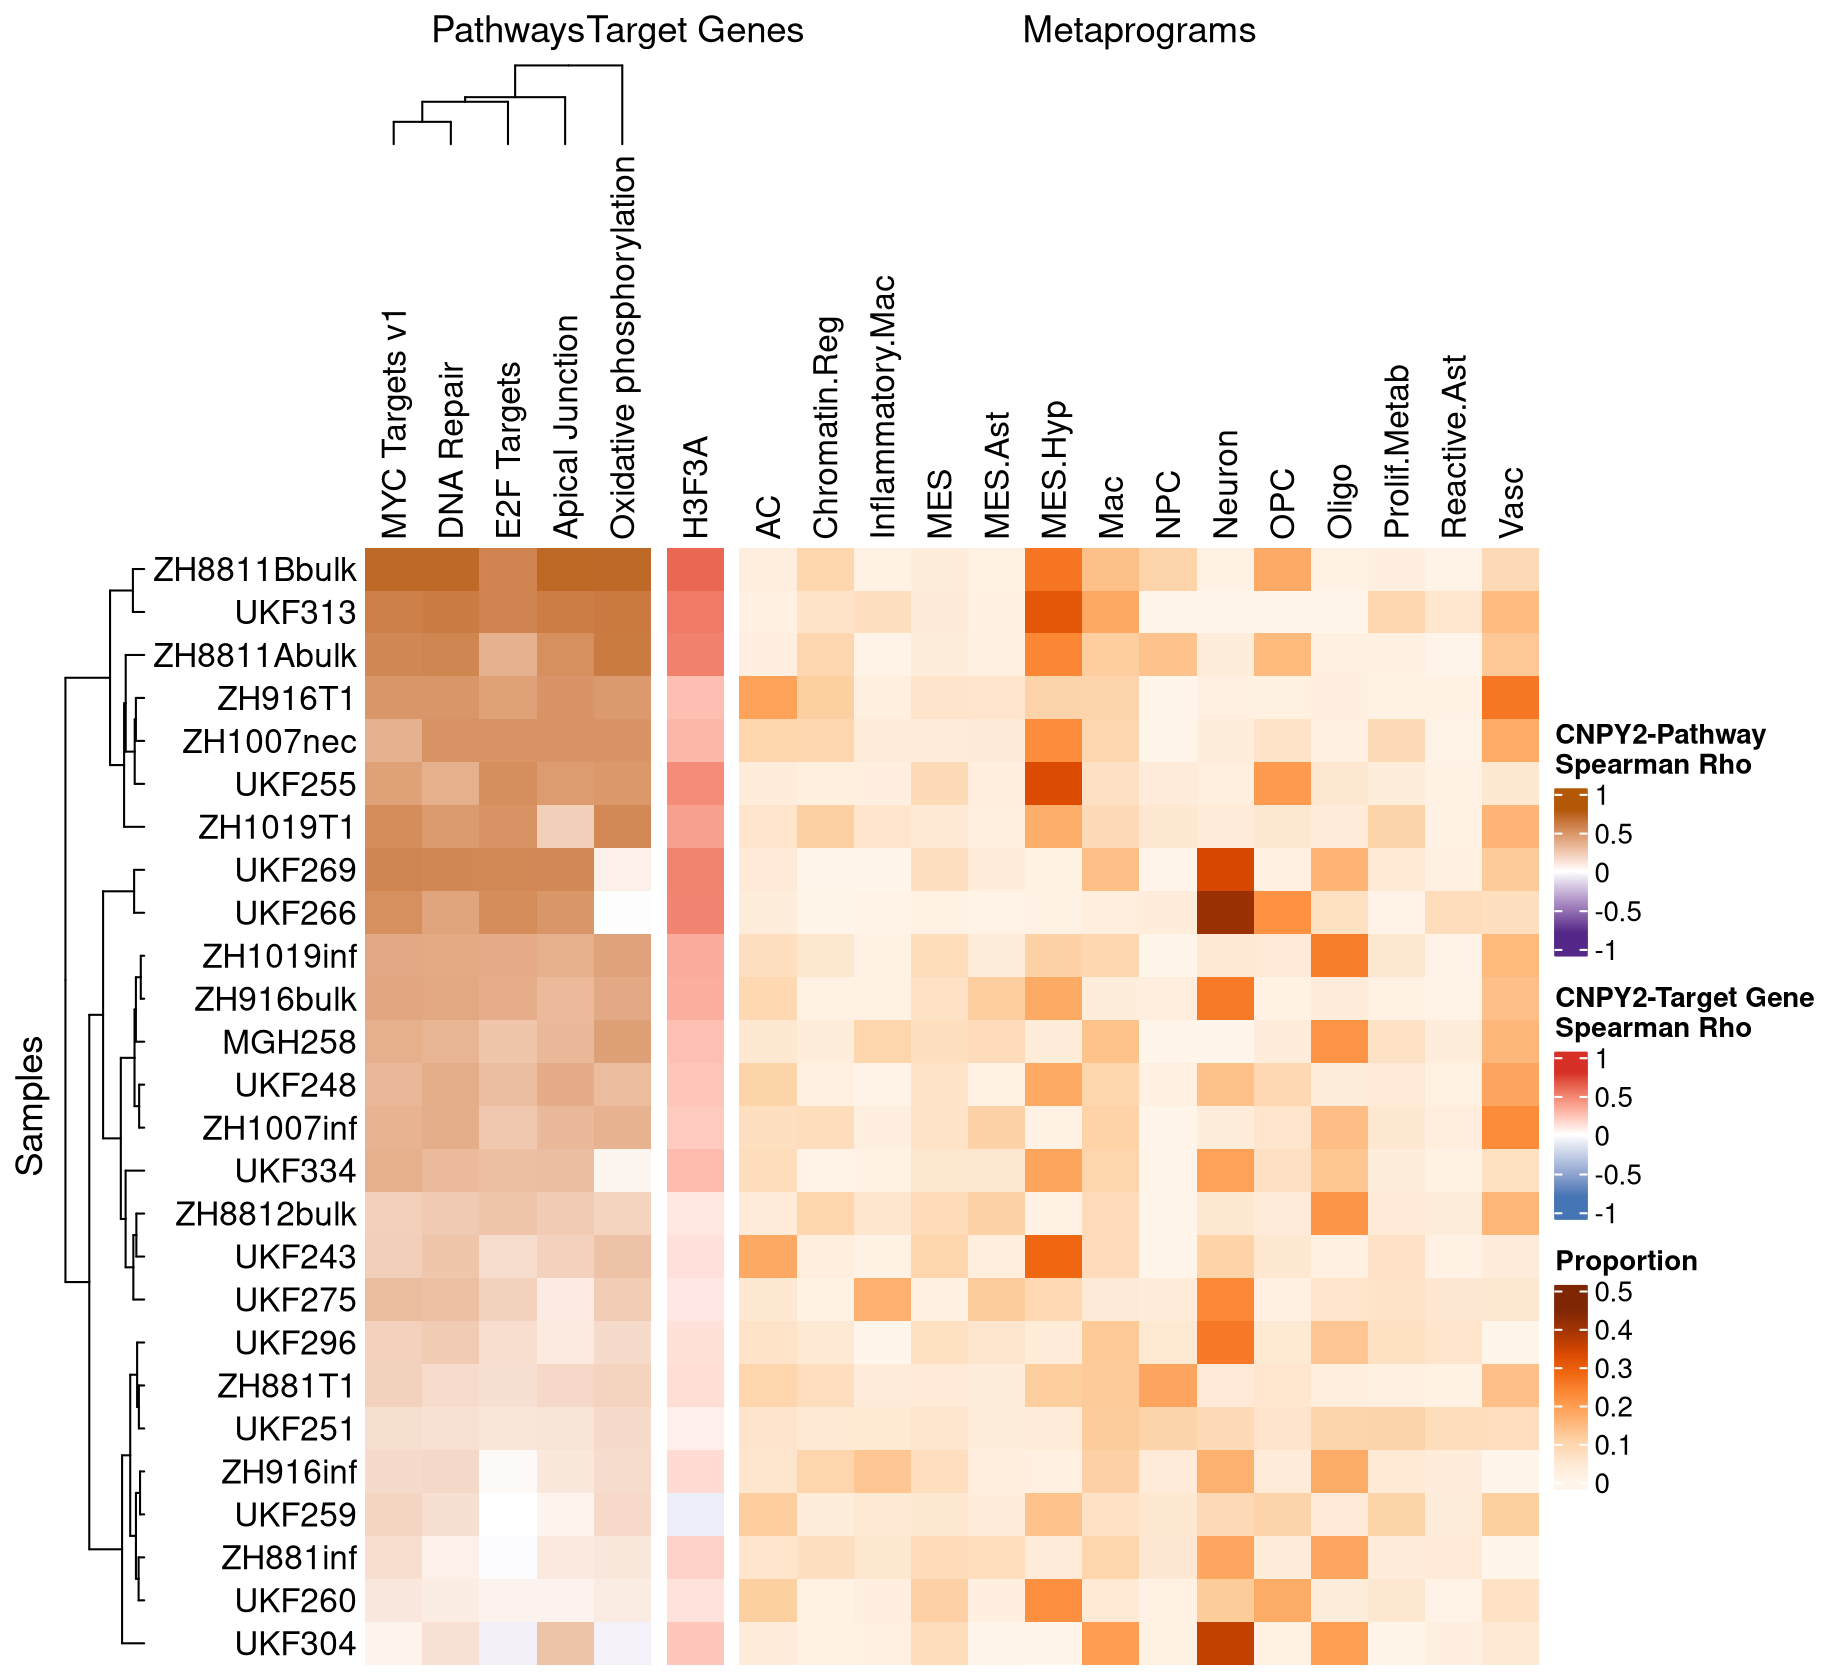 Pathways Target Genes Metaprograms
MYC Targets v1
DNA Repair
E2F Targets
Apical Junction
Oxidative phosphorylation
H3F3A
AC
Chromatin.Reg
Inflammatory.Mac
MES
MES.Ast
MES.Hyp
Mac
NPC
Neuron
OPC
Oligo
Prolif.Metab
Reactive.Ast
Vasc
Samples
ZH8811Bbulk
UKF313
ZH8811Abulk
ZH916T1
ZH1007nec
UKF255
ZH1019T1
UKF269
UKF266
ZH1019inf
ZH916bulk
MGH258
UKF248
ZH1007inf
UKF334
ZH8812bulk
UKF243
UKF275
UKF296
ZH881T1
UKF251
ZH916inf
UKF259
ZH881inf
UKF260
UKF304
CNPY2-Pathway
Spearman Rho
1
0.5
0
-0.5
-1
CNPY2-Target Gene
Spearman Rho
1
0.5
0
-0.5
-1
Proportion
0.5
0.4
0.3
0.2
0.1
0